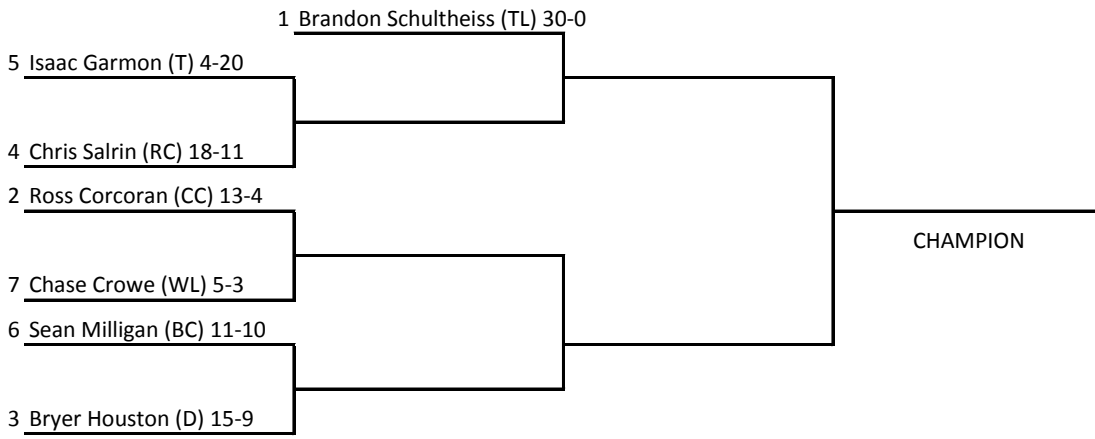 1 Brandon Schultheiss (TL) 30-0
5 Isaac Garmon (T) 4-20
4 Chris Salrin (RC) 18-11
2 Ross Corcoran (CC) 13-4
CHAMPION
7 Chase Crowe (WL) 5-3
6 Sean Milligan (BC) 11-10
3 Bryer Houston (D) 15-9